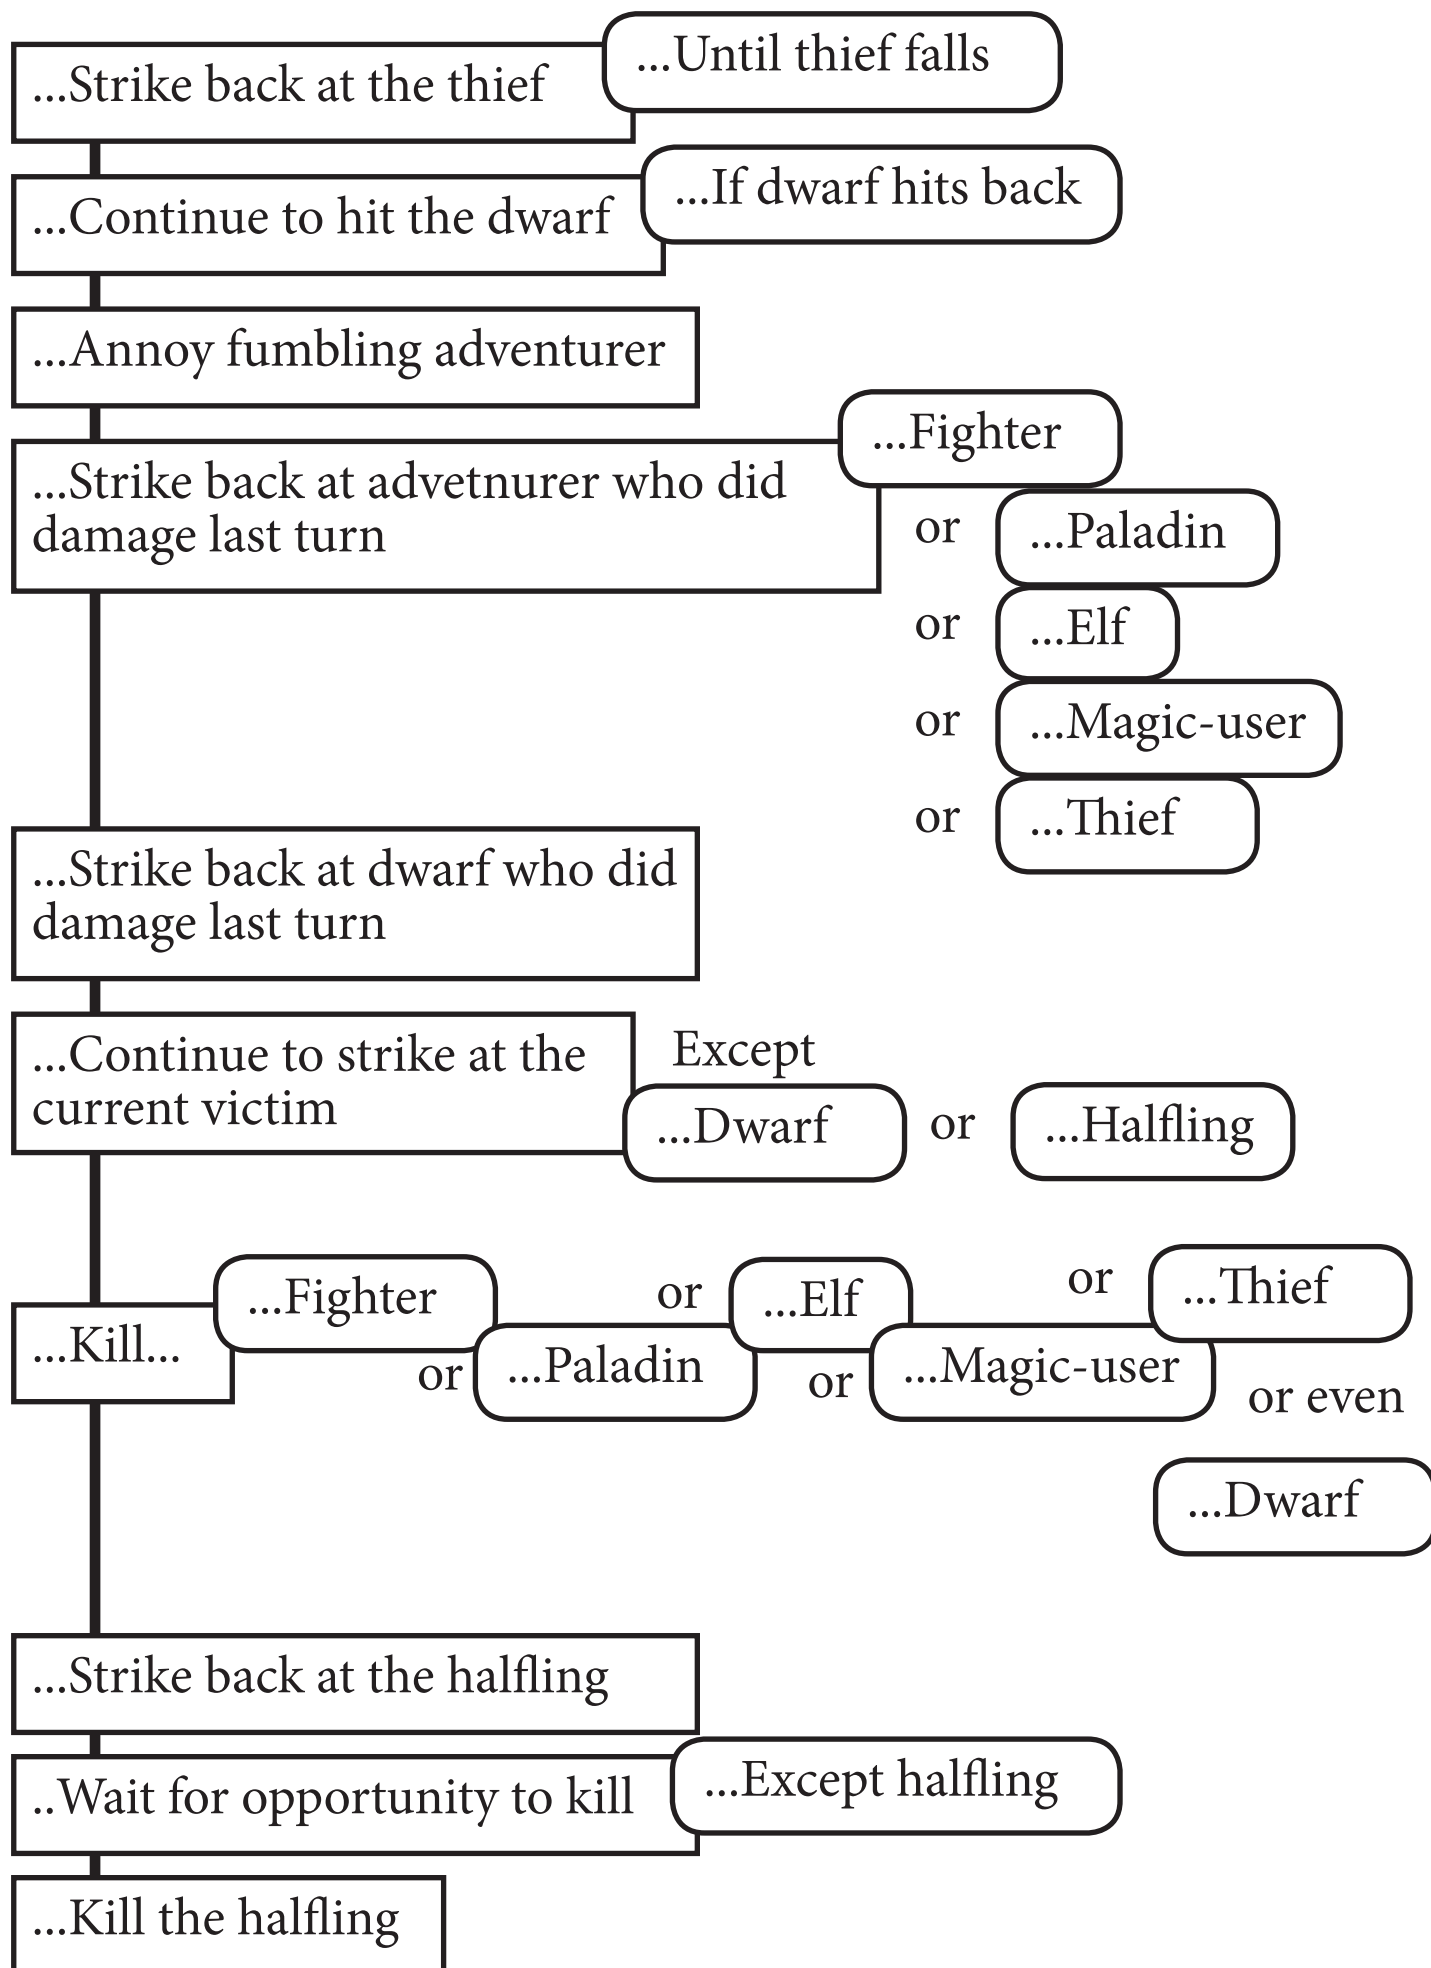 ...Until thief falls
...Strike back at the thief
...If dwarf hits back
...Continue to hit the dwarf
...Annoy fumbling adventurer
...Fighter
...Strike back at advetnurer who did
damage last turn
or ...Paladin
or ...Elf
or ...Magic-user
or ...Thief
...Strike back at dwarf who did
damage last turn
...Continue to strike at the
current victim
Except
...Dwarf or ...Halfling
...Kill...
...Fighter
or ...Paladin
or ...Elf
or ...Magic-user
or ...Thief
or even
...Dwarf
...Strike back at the halfling
..Wait for opportunity to kill
...Except halfling
...Kill the halfling